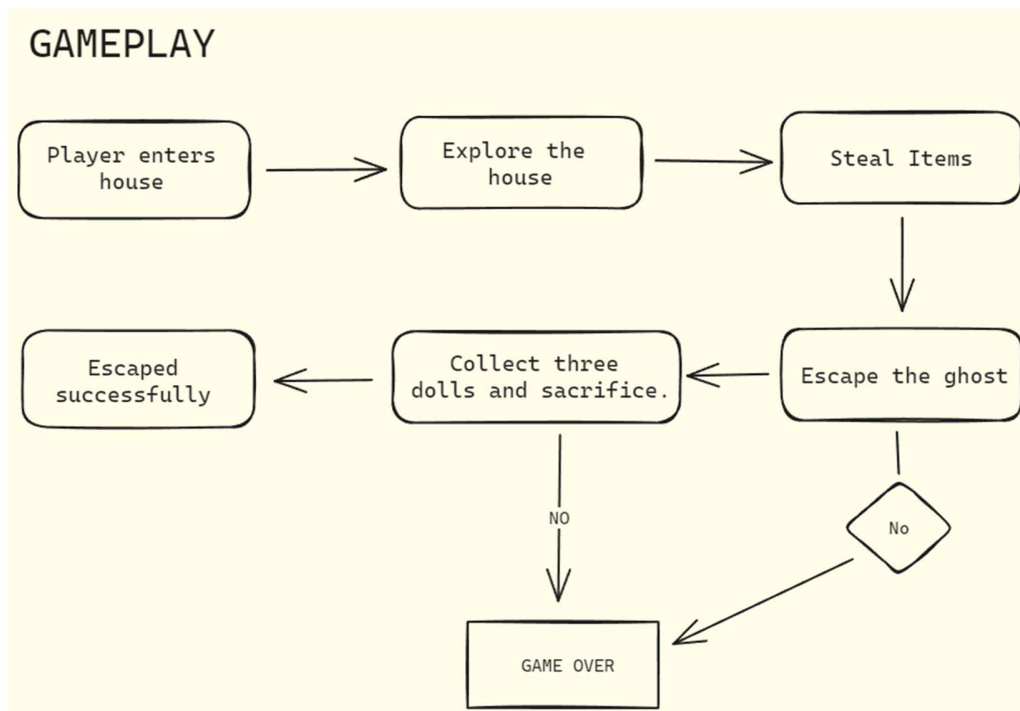 GAMEPLAY
Player enters
house
Explore the
house
Steal Items
Escape the ghost
Collect three
dolls and sacrifice.
Escaped
successfully
NO
No
GAME OVER